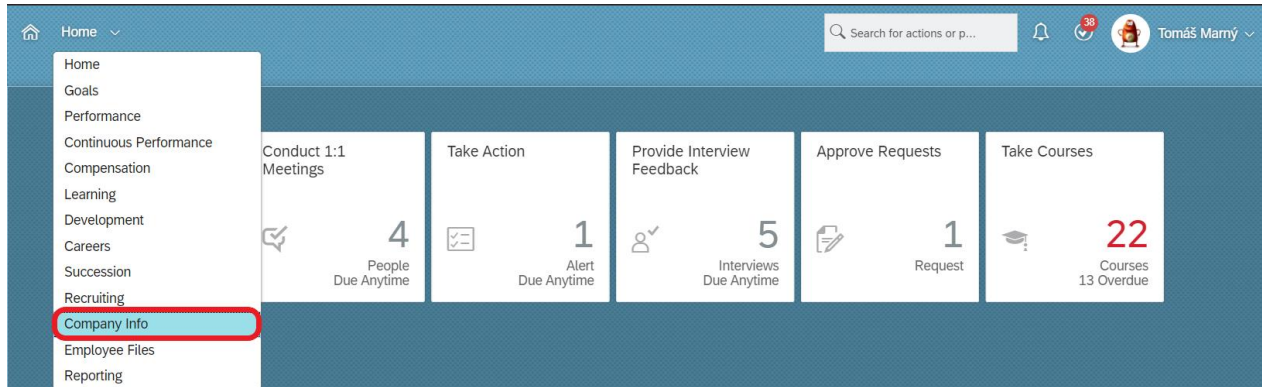 Home
Search for actions or p...
38
Tomáš Marný
Home
Goals
Performance
Continuous Performance
Compensation
Learning
Development
Careers
Succession
Recruiting
Company Info
Employee Files
Reporting
Conduct 1:1
Meetings
4
People
Due Anytime
Take Action
1
Alert
Due Anytime
Provide Interview
Feedback
5
Interviews
Due Anytime
Approve Requests
1
Request
Take Courses
22
Courses
13 Overdue